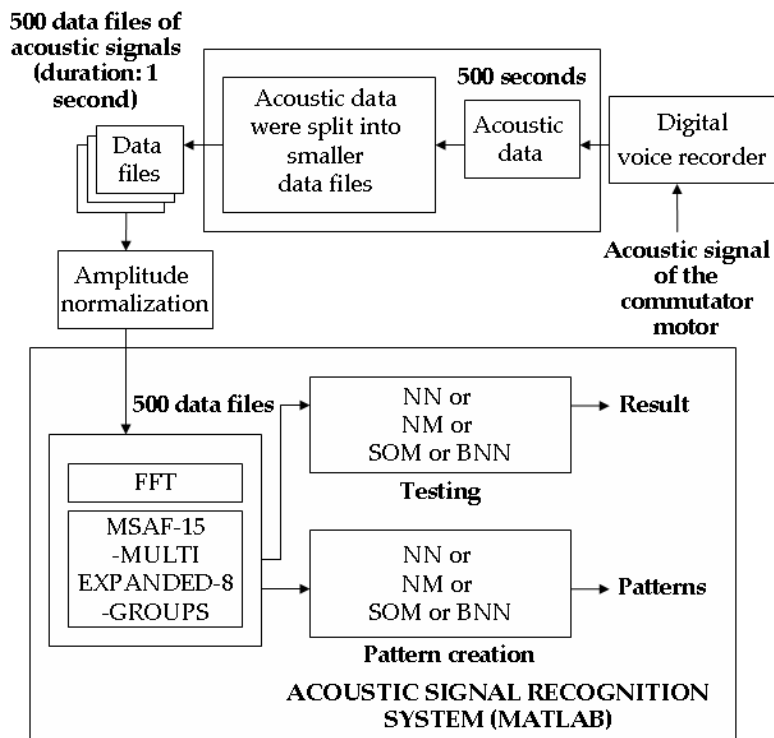 500 data files of
acoustic signals
(duration: 1
second)
500 seconds
Acoustic data
were split into
smaller
data files
Acoustic
data
Digital
voice recorder
Data
files
Acoustic signal
of the
commutator
motor
Amplitude
normalization
500 data files
NN or
NM or
SOM or BNN
Result
Testing
FFT
MSAF-15
-MULTI
EXPANDED-8
-GROUPS
NN or
NM or
SOM or BNN
Patterns
Pattern creation
ACOUSTIC SIGNAL RECOGNITION
SYSTEM (MATLAB)